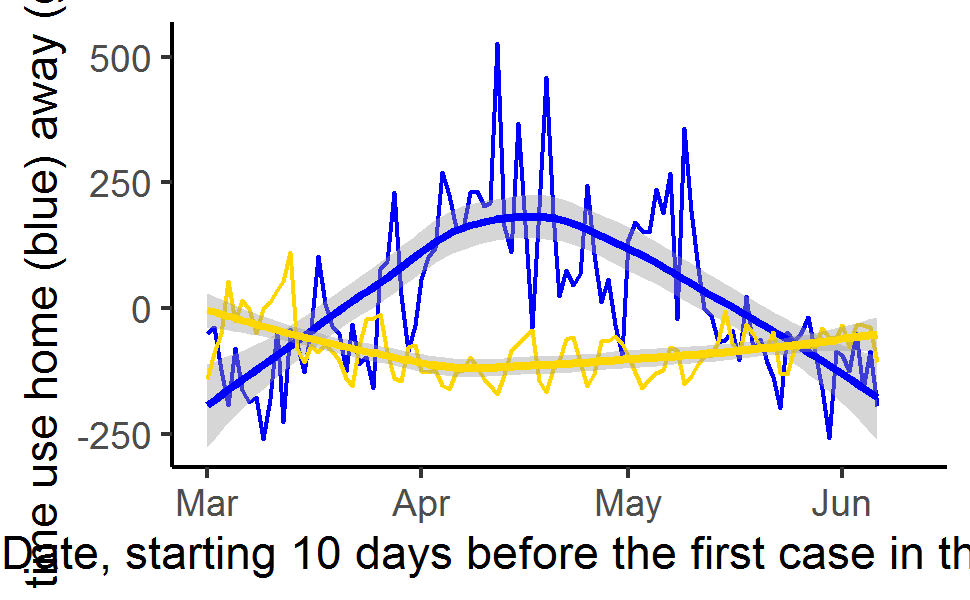 time use home (blue) away (
500
250
0
-250
Mar Apr May Jun
Date, starting 10 days before the first case in th